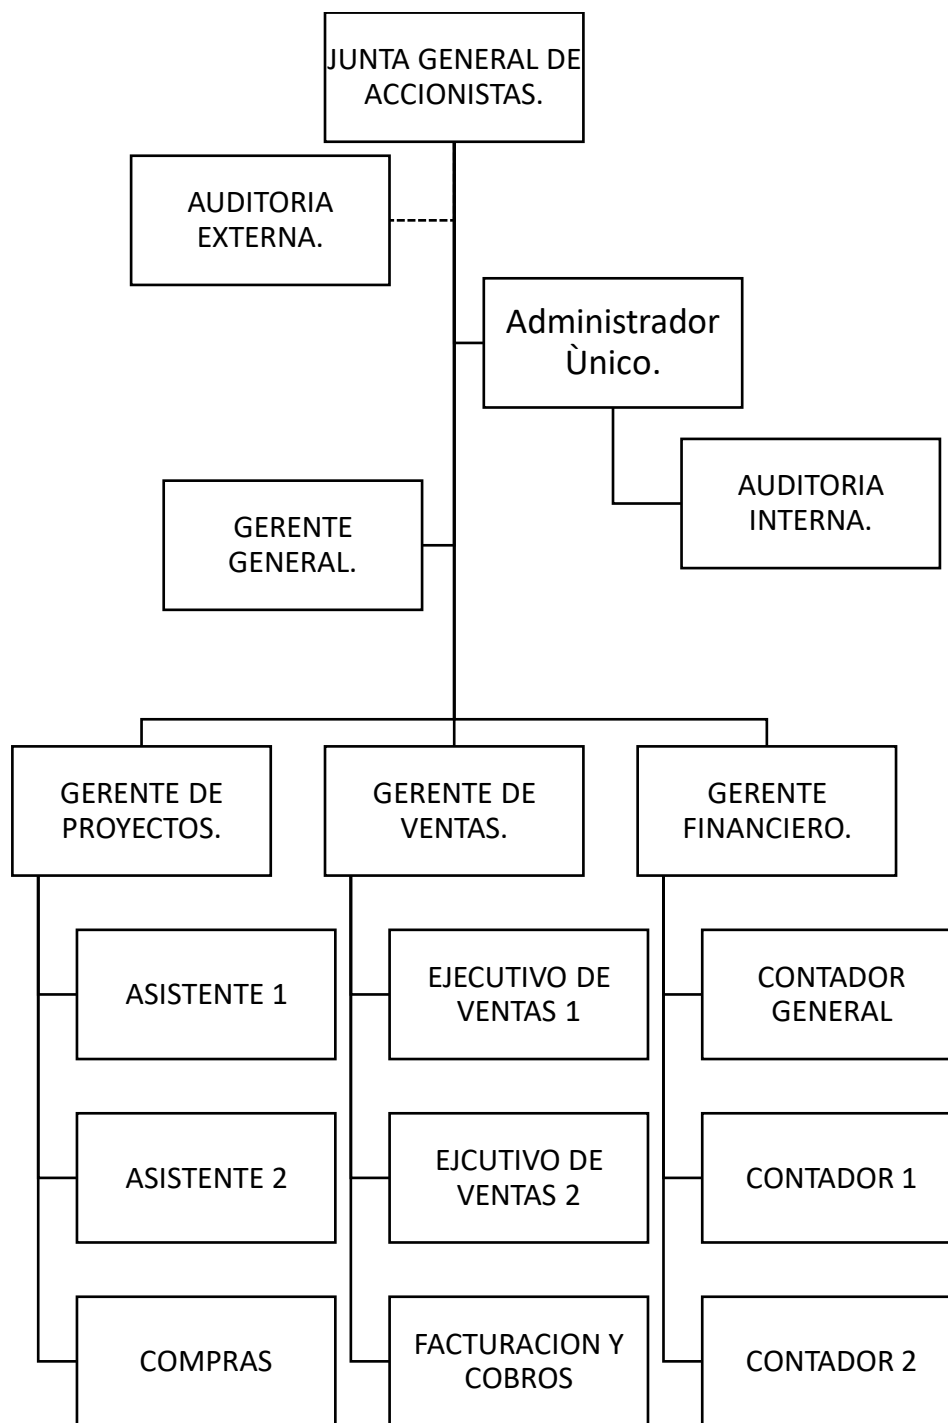 JUNTA GENERAL DE
ACCIONISTAS.
AUDITORIA
EXTERNA.
Administrador
Ùnico.
AUDITORIA
INTERNA.
GERENTE
GENERAL.
GERENTE DE
PROYECTOS.
GERENTE DE
VENTAS.
GERENTE
FINANCIERO.
ASISTENTE 1
EJECUTIVO DE
VENTAS 1
CONTADOR
GENERAL
ASISTENTE 2
EJCUTIVO DE
VENTAS 2
CONTADOR 1
COMPRAS
FACTURACION Y
COBROS
CONTADOR 2